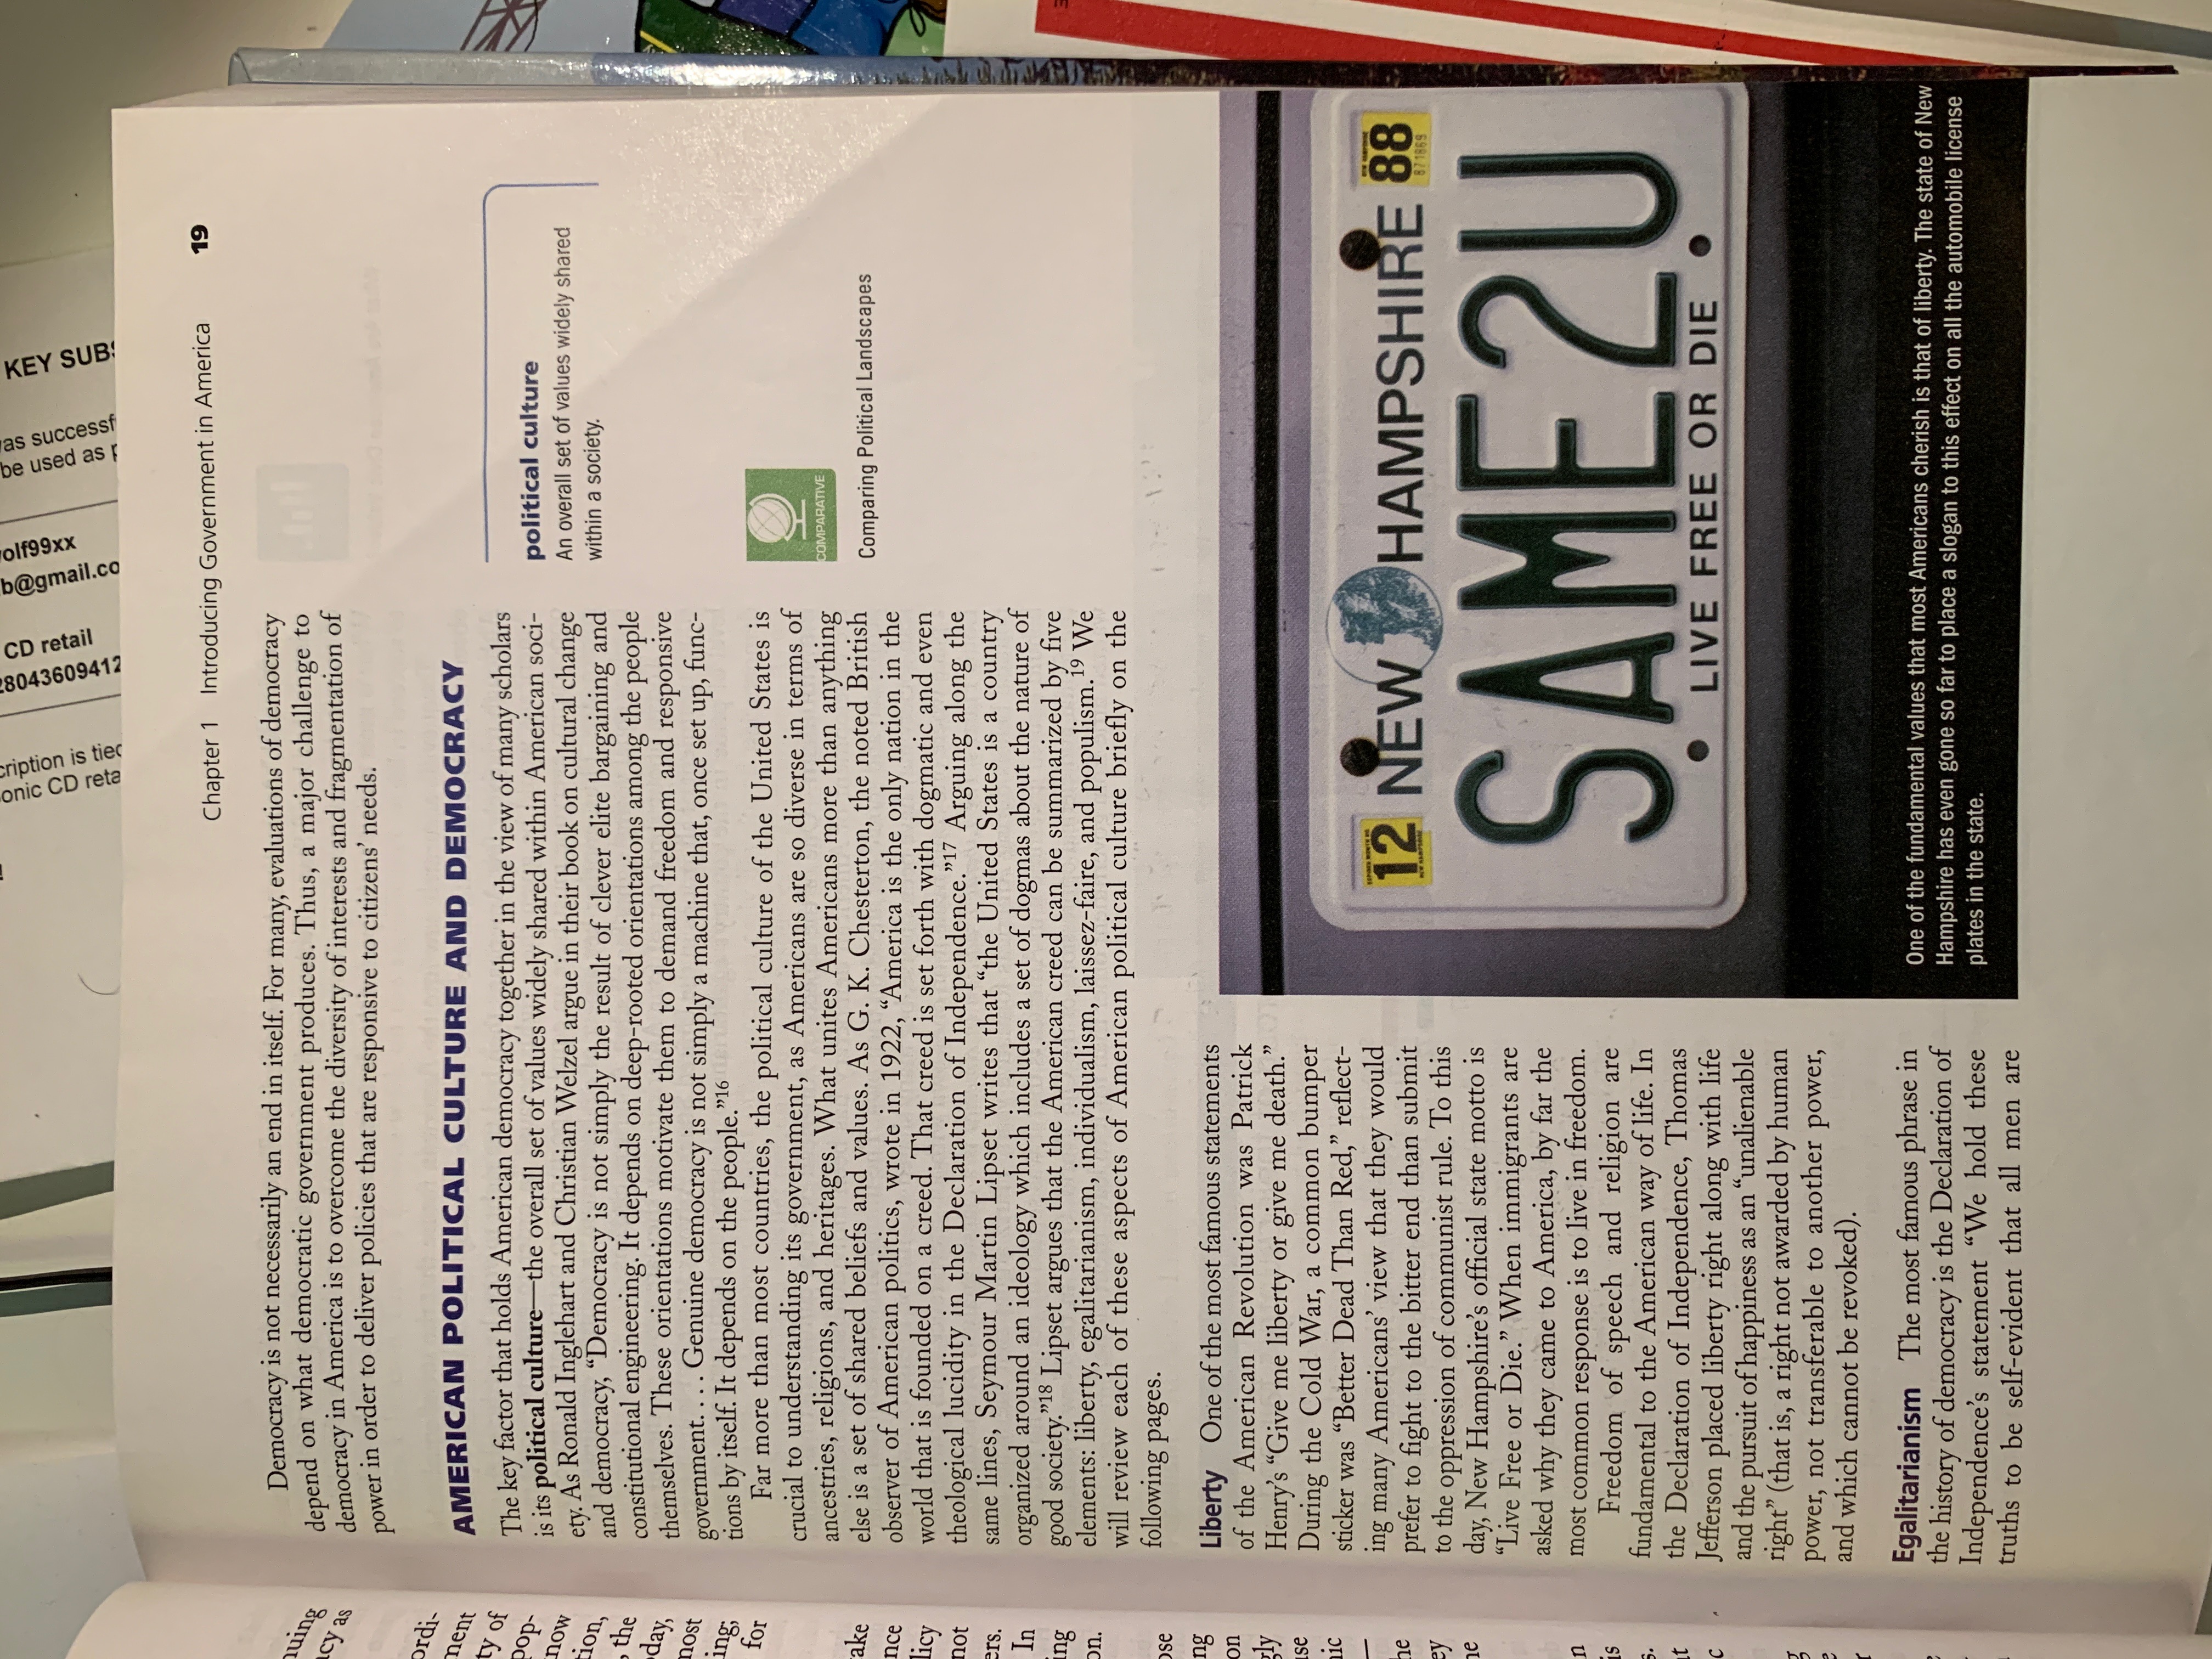 CD retail
KEY SUBS
Chapter 1 Introducing Government in America 19
Democracy is not necessarily an end in itself. For many, evaluations of democracy
depend on what democratic government produces. Thus, a major challenge to
democracy in America is to overcome the diversity of interests and fragmentation of
power in order to deliver policies that are responsive to citizens' needs.
AMERICAN POLITICAL CULTURE AND DEMOCRACY
The key factor that holds American democracy together in the view of many scholars
is its political culture—the overall set of values widely shared within American soci-
ety. As Ronald Inglehart and Christian Welzel argue in their book on cultural change
and democracy, “Democracy is not simply the result of clever elite bargaining and
constitutional engineering. It depends on deep-rooted orientations among the people
themselves. These orientations motivate them to demand freedom and responsive
government. . . . Genuine democracy is not simply a machine that, once set up, func-
tions by itself. It depends on the people.”16
Far more than most countries, the political culture of the United States is
crucial to understanding its government, as Americans are so diverse in terms of
ancestries, religions, and heritages. What unites Americans more than anything
else is a set of shared beliefs and values. As G. K. Chesterton, the noted British
observer of American politics, wrote in 1922, “America is the only nation in the
world that is founded on a creed. That creed is set forth with dogmatic and even
theological lucidity in the Declaration of Independence.”17 Arguing along the
same lines, Seymour Martin Lipset writes that “the United States is a country
organized around an ideology which includes a set of dogmas about the nature of
good society.”18 Lipset argues that the American creed can be summarized by five
elements: liberty, egalitarianism, individualism, laissez-faire, and populism.19 We
will review each of these aspects of American political culture briefly on the
following pages.
political culture
An overall set of values widely shared
within a society.
COMPARATIVE
Comparing Political Landscapes
Liberty One of the most famous statements
of the American Revolution was Patrick
Henry's “Give me liberty or give me death.”
During the Cold War, a common bumper
sticker was “Better Dead Than Red,” reflect-
ing many Americans' view that they would
prefer to fight to the bitter end than submit
to the oppression of communist rule. To this
day, New Hampshire's official state motto is
“Live Free or Die.” When immigrants are
asked why they came to America, by far the
most common response is to live in freedom.
Freedom of speech and religion are
fundamental to the American way of life. In
the Declaration of Independence, Thomas
Jefferson placed liberty right along with life
and the pursuit of happiness as an “unalienable
right” (that is, a right not awarded by human
power, not transferable to another power,
and which cannot be revoked).
Egalitarianism The most famous phrase in
the history of democracy is the Declaration of
Independence's statement “We hold these
truths to be self-evident that all men are
12 NEW HAMPSHIRE 88
871869
SAME2U
LIVE FREE OR DIE
One of the fundamental values that most Americans cherish is that of liberty. The state of New
Hampshire has even gone so far to place a slogan to this effect on all the automobile license
plates in the state.